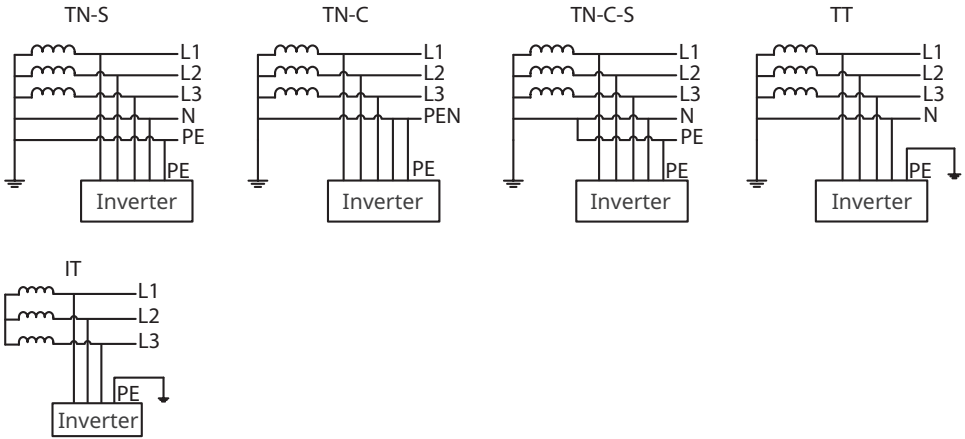 TN-S TN-C TN-C-S TT
L1 L1 L1 L1
L2 L2 L2 L2
L3 L3 L3 L3
N PEN N N
PE PE
PE PE PE PE
Inverter Inverter Inverter Inverter
IT
L1
L2
L3
PE
Inverter